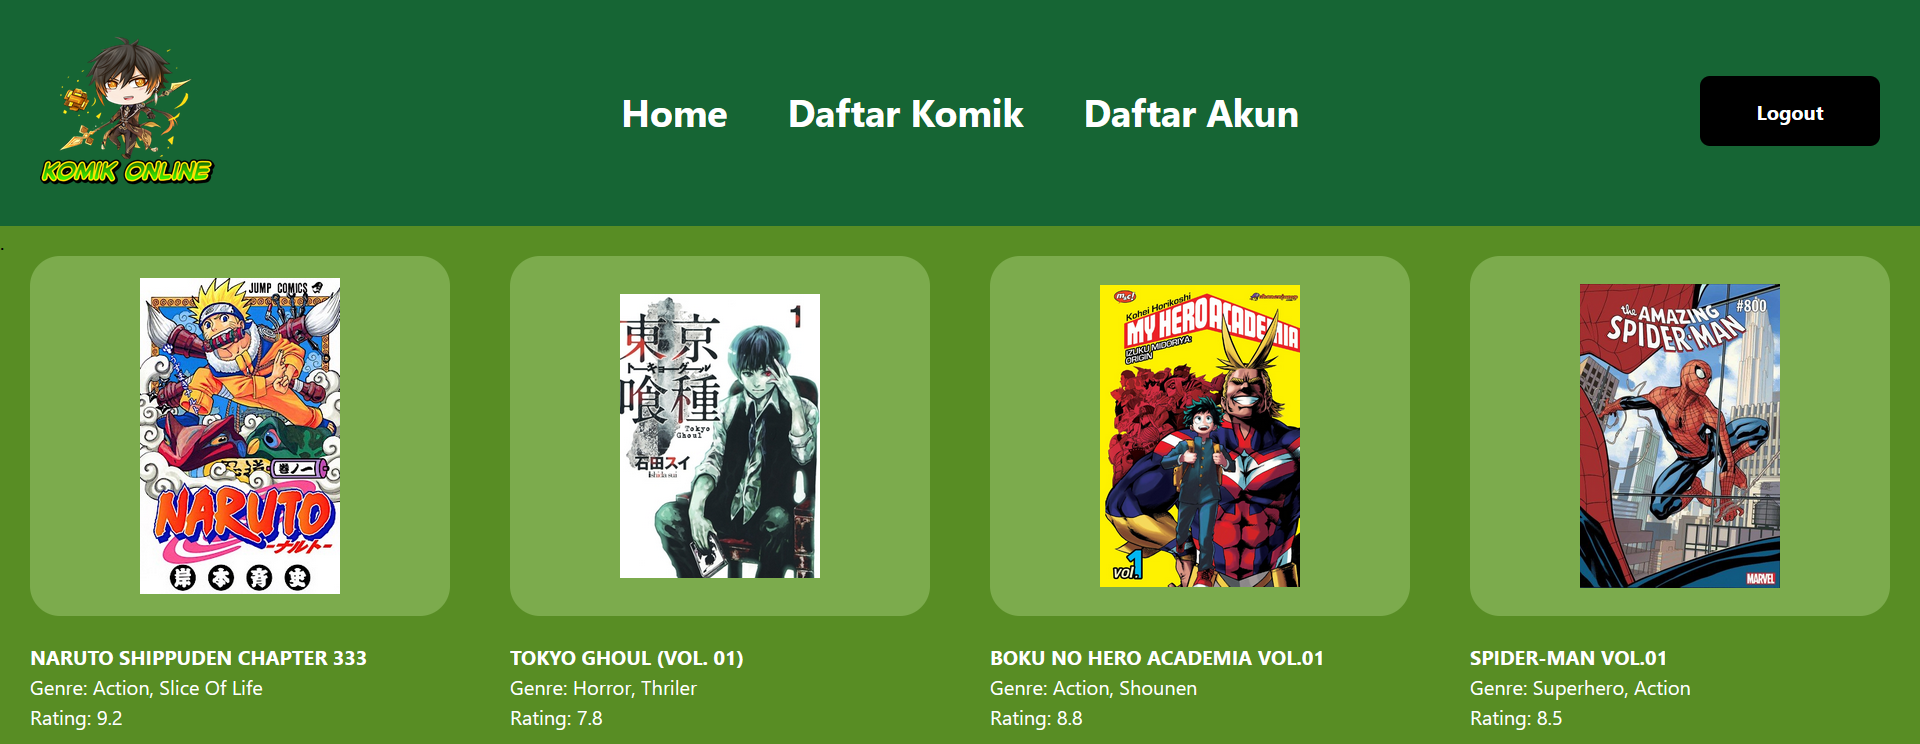 KOMIK ONLINE
Home
Daftar Komik
Daftar Akun
Logout
.
JUMP COMICS
巻ノ一
NARUTO
-ナルト-
岸本斉史
1
東京
トーキョーグール
喰種
Tokyo
Ghoul
石田スイ
ishida sui
m&c!
Kohei Horikoshi
MY HERO ACADEMIA
IZUKU MIDORIYA:
ORIGIN
vol.1
the AMAZING
SPIDER-MAN
#800
MARVEL
NARUTO SHIPPUDEN CHAPTER 333
Genre: Action, Slice Of Life
Rating: 9.2
TOKYO GHOUL (VOL. 01)
Genre: Horror, Thriler
Rating: 7.8
BOKU NO HERO ACADEMIA VOL.01
Genre: Action, Shounen
Rating: 8.8
SPIDER-MAN VOL.01
Genre: Superhero, Action
Rating: 8.5